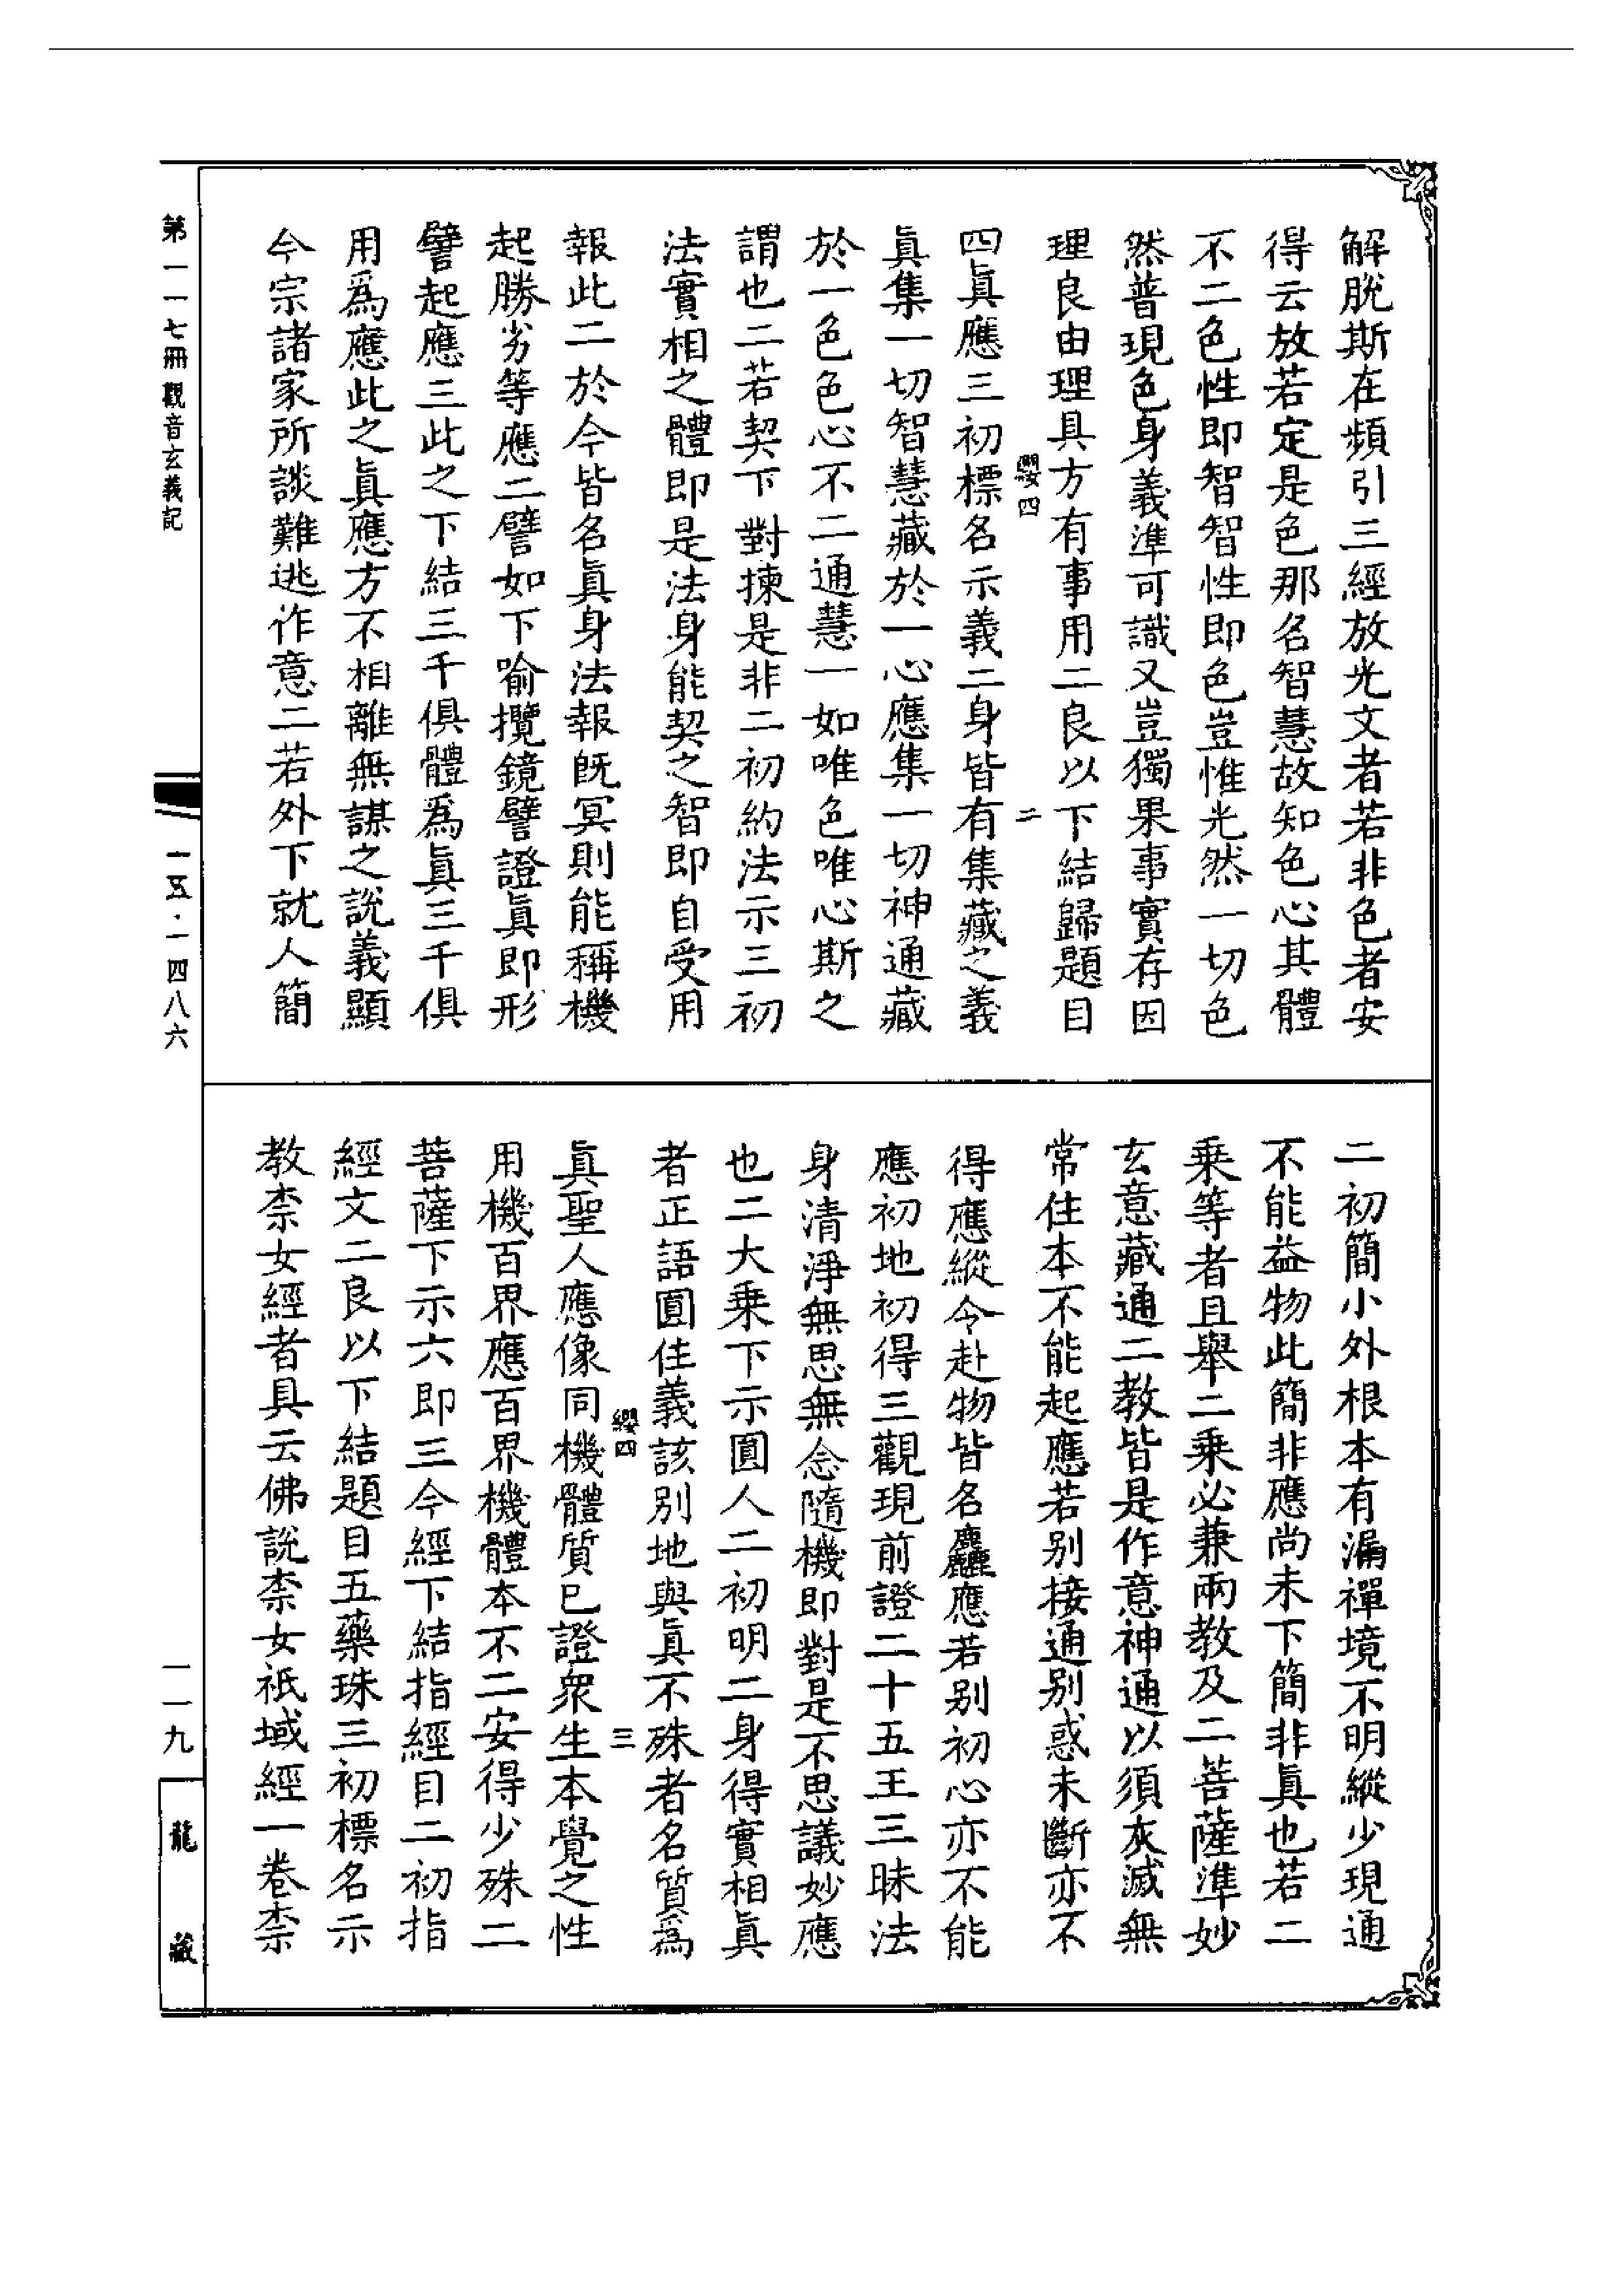 解脫斯在頻引三經放光文者若非色者安
得云放若定是色那名智慧故知色心其體
不二色性即智智性即色豈惟光然一切色
然普現色身義準可識又豈獨果事實存因
理良由理具方有事用二良以下結歸題目
纓四 二
四眞應三初標名示義二身皆有集藏之義
眞集一切智慧藏於一心應集一切神通藏
於一色色心不二通慧一如唯色唯心斯之
謂也二若契下對揀是非二初約法示三初
法實相之體即是法身能契之智即自受用
報此二於今皆名眞身法報旣冥則能稱機
起勝劣等應二譬如下喻攬鏡譬證眞即形
譬起應三此之下結三千俱體爲眞三千俱
用爲應此之眞應方不相離無謀之説義顯
今宗諸家所談難逃作意二若外下就人簡
二初簡小外根本有漏禪境不明縱少現通
不能益物此簡非應尚未下簡非眞也若二
乗等者且舉二乗必兼兩教及二菩薩準妙
玄意藏通二教皆是作意神通以須灰滅無
常住本不能起應若别接通别惑未斷亦不
得應縱令赴物皆名麤應若别初心亦不能
應初地初得三觀現前證二十五王三昧法
身清淨無思無念隨機即對是不思議妙應
也二大乗下示圓人二初明二身得實相眞
者正語圓住義該别地與眞不殊者名質爲
纓四 三
眞聖人應像同機體質已證衆生本覺之性
用機百界應百界機體本不二安得少殊二
菩薩下示六即三今經下結指經目二初指
經文二良以下結題目五藥珠三初標名示
教柰女經者具云佛説柰女祇域經一卷柰
第一一七冊 觀音玄義記
一五·一四八六
一一九
龍藏